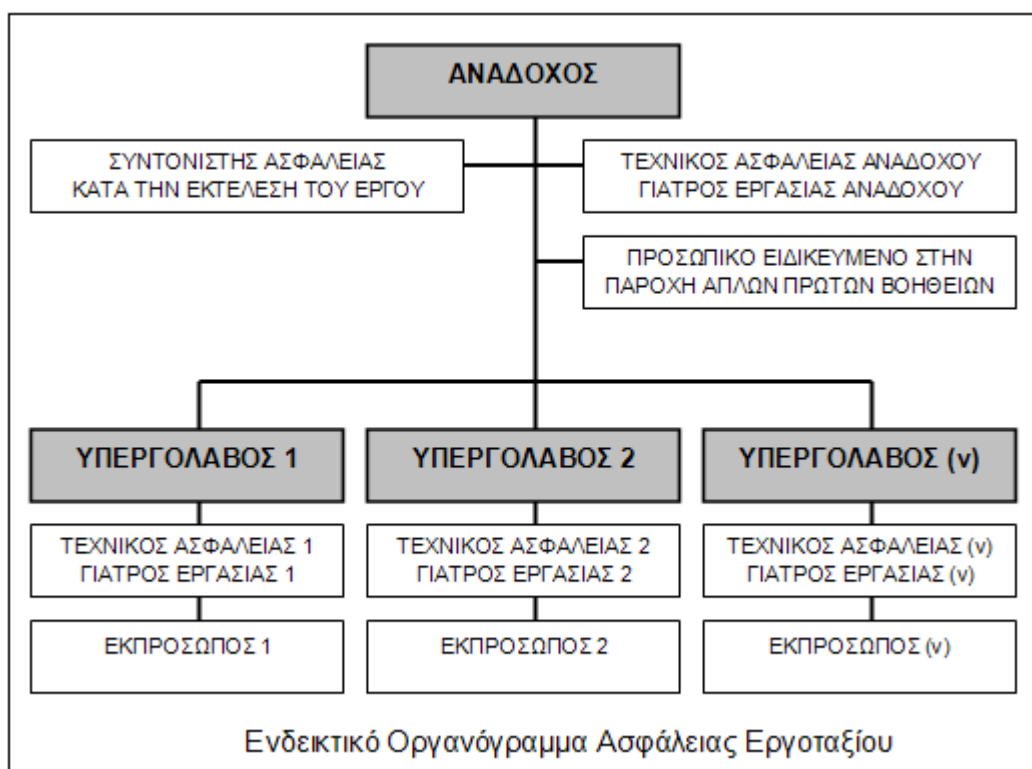 ΑΝΑΔΟΧΟΣ
ΣΥΝΤΟΝΙΣΤΗΣ ΑΣΦΑΛΕΙΑΣ
ΚΑΤΑ ΤΗΝ ΕΚΤΕΛΕΣΗ ΤΟΥ ΕΡΓΟΥ
ΤΕΧΝΙΚΟΣ ΑΣΦΑΛΕΙΑΣ ΑΝΑΔΟΧΟΥ
ΓΙΑΤΡΟΣ ΕΡΓΑΣΙΑΣ ΑΝΑΔΟΧΟΥ
ΠΡΟΣΩΠΙΚΟ ΕΙΔΙΚΕΥΜΕΝΟ ΣΤΗΝ
ΠΑΡΟΧΗ ΑΠΛΩΝ ΠΡΩΤΩΝ ΒΟΗΘΕΙΩΝ
ΥΠΕΡΓΟΛΑΒΟΣ 1
ΤΕΧΝΙΚΟΣ ΑΣΦΑΛΕΙΑΣ 1
ΓΙΑΤΡΟΣ ΕΡΓΑΣΙΑΣ 1
ΕΚΠΡΟΣΩΠΟΣ 1
ΥΠΕΡΓΟΛΑΒΟΣ 2
ΤΕΧΝΙΚΟΣ ΑΣΦΑΛΕΙΑΣ 2
ΓΙΑΤΡΟΣ ΕΡΓΑΣΙΑΣ 2
ΕΚΠΡΟΣΩΠΟΣ 2
ΥΠΕΡΓΟΛΑΒΟΣ (ν)
ΤΕΧΝΙΚΟΣ ΑΣΦΑΛΕΙΑΣ (ν)
ΓΙΑΤΡΟΣ ΕΡΓΑΣΙΑΣ (ν)
ΕΚΠΡΟΣΩΠΟΣ (ν)
Ενδεικτικό Οργανόγραμμα Ασφάλειας Εργοταξίου